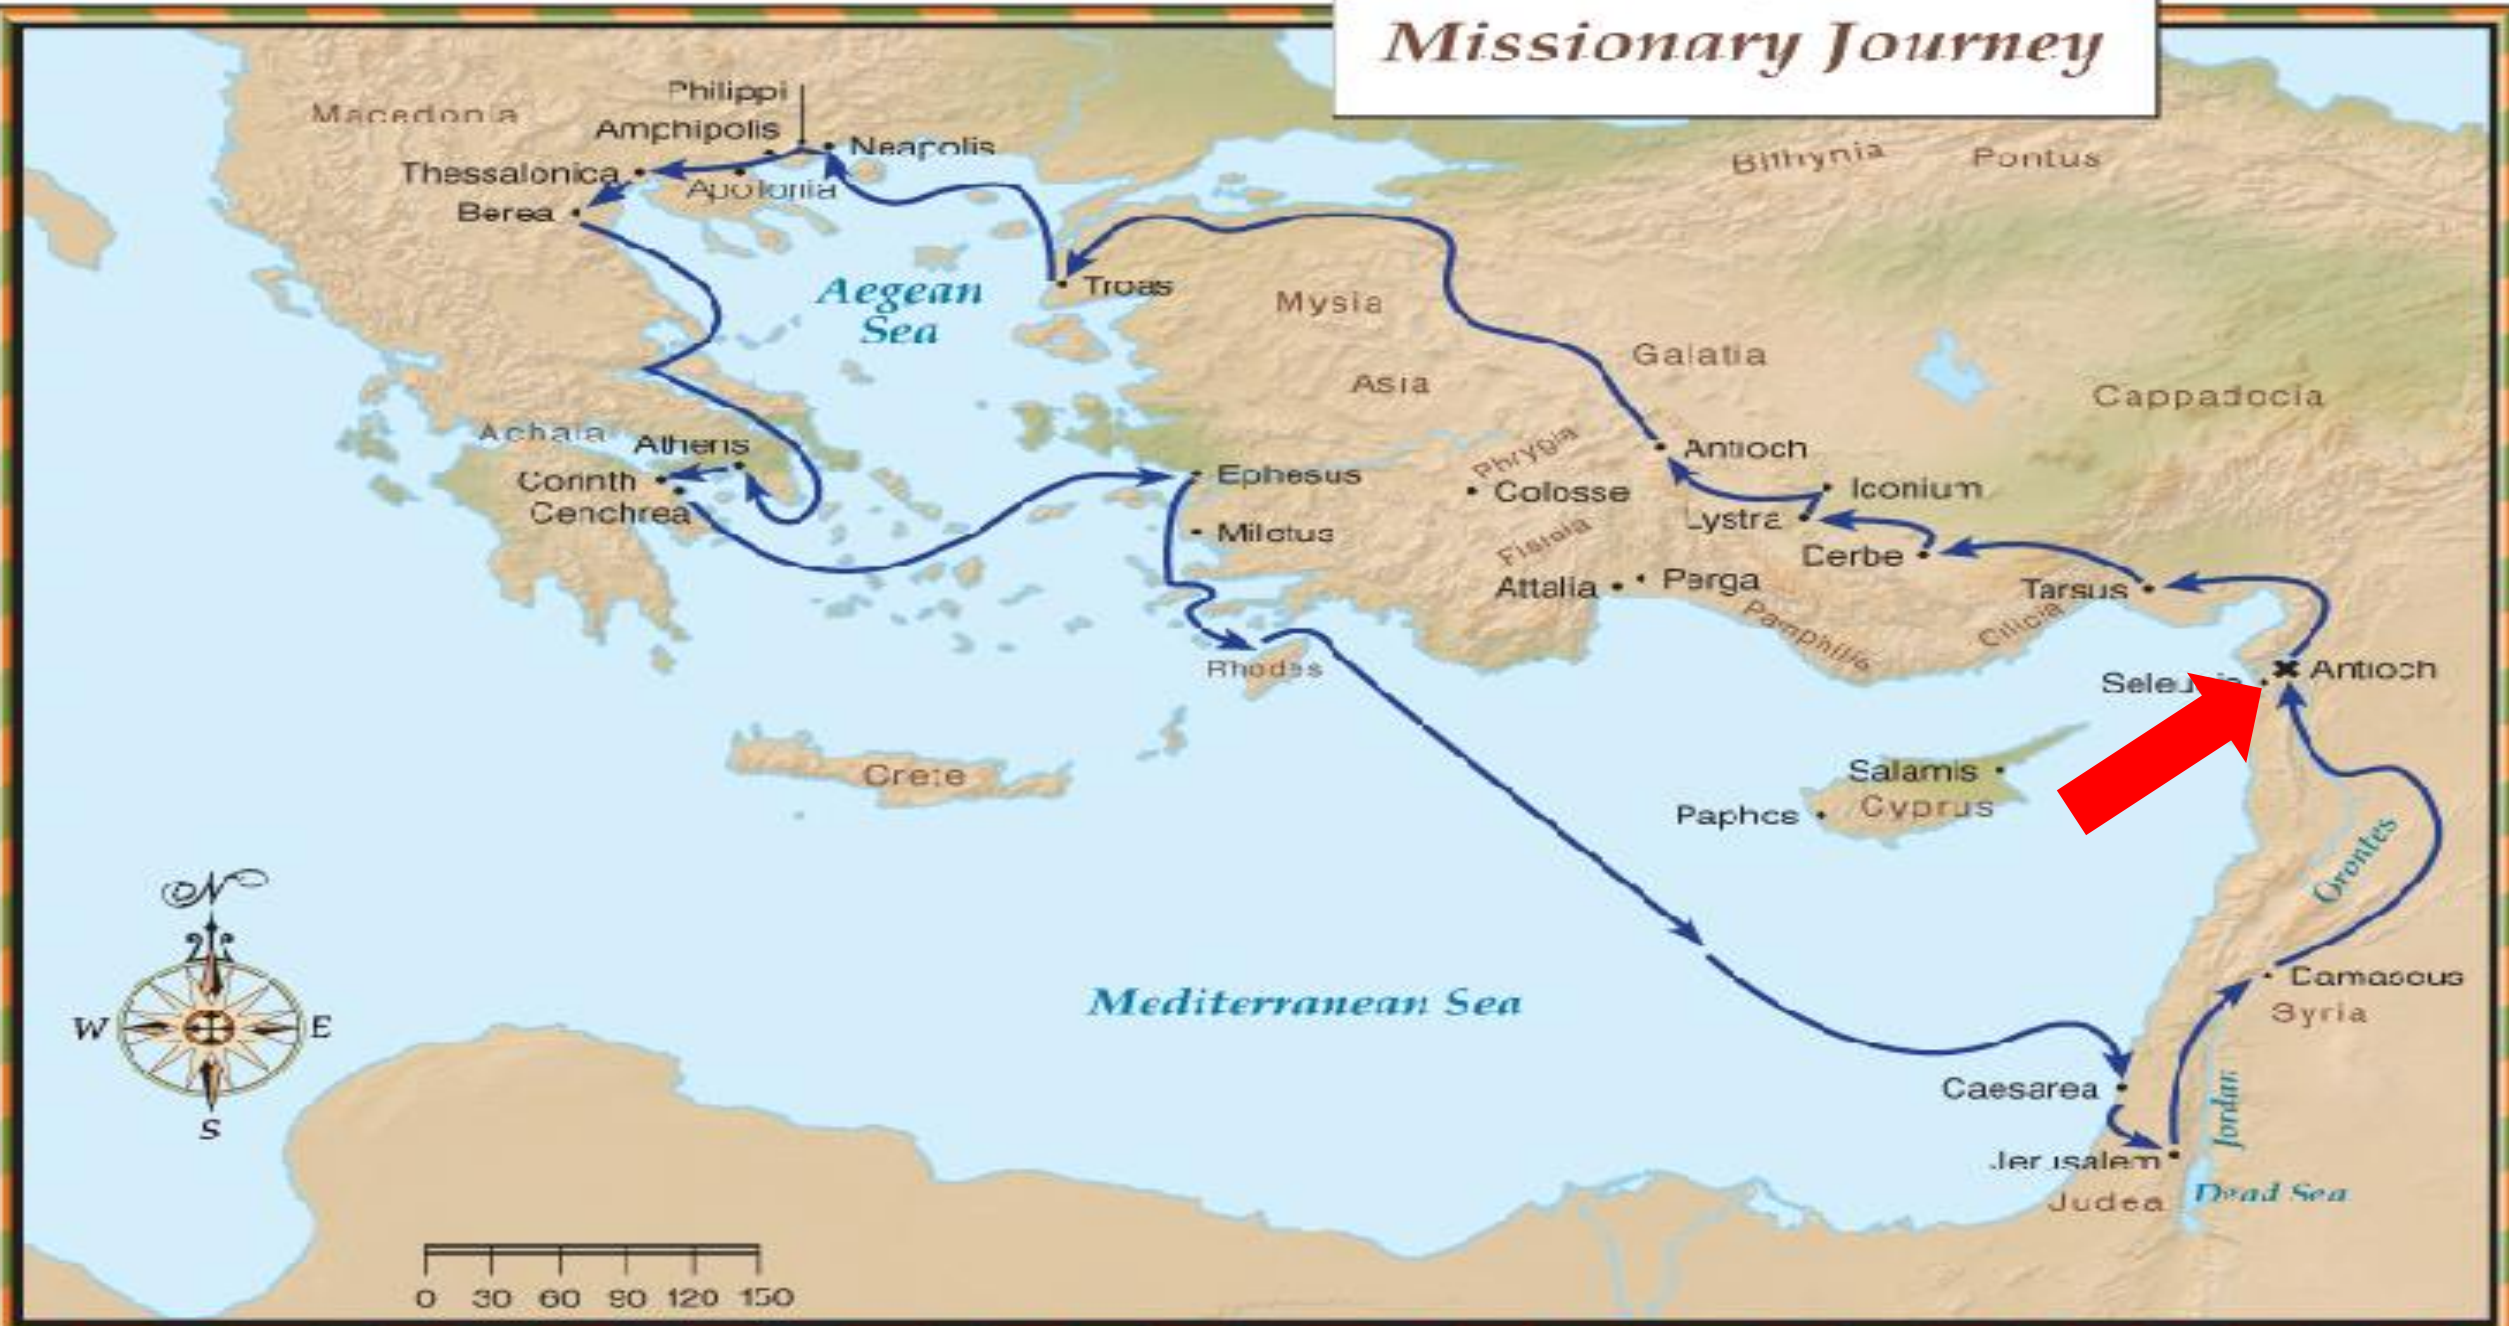 Missionary Journey
Philippi
Macedonia
Amphipolis
Neapolis
Thessalonica
Apollonia
Berea
Bithynia
Pontus
Aegean
Sea
Troas
Mysia
Galatia
Asia
Cappadocia
Achaia
Athens
Corinth
Cenchrea
Ephesus
Miletus
Phrygia
Colosse
Antioch
Iconium
Lystra
Derbe
Pisidia
Attalia
Perga
Pamphilia
Cilicia
Tarsus
Rhodes
Antioch
Crete
Salamis
Cyprus
Paphos
Orontes
N
W
E
S
Mediterranean Sea
Damascus
Syria
Caesarea
Jordan
Jerusalem
Judea
Dead Sea
0 30 60 90 120 150